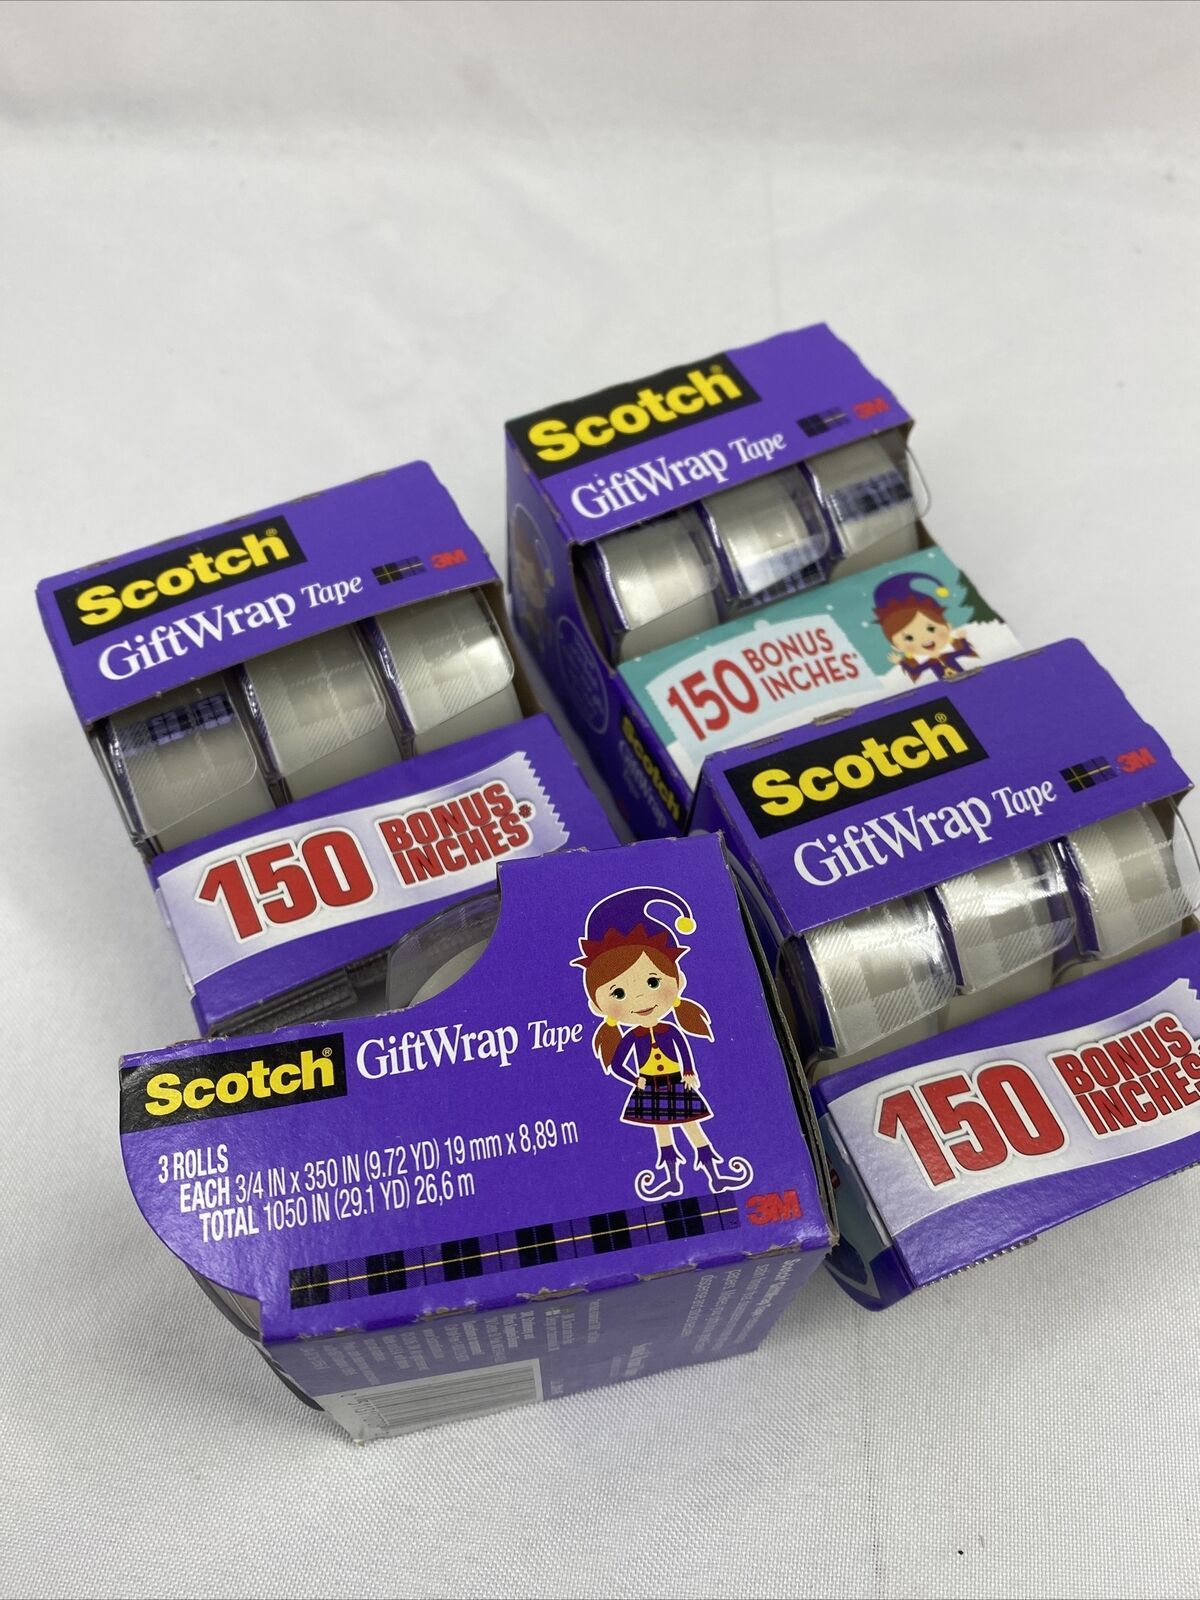 Scotch®
GiftWrap Tape 3M
150 BONUS
INCHES*
Scotch
Scotch®
GiftWrap Tape 3M
150 BONUS
INCHES*
Scotch®
GiftWrap Tape 3M
150 BONUS
INCHES
Scotch® GiftWrap Tape
3 ROLLS
EACH 3/4 IN x 350 IN (9.72 YD) 19 mm x 8,89 m
TOTAL 1050 IN (29.1 YD) 26,6 m
3M